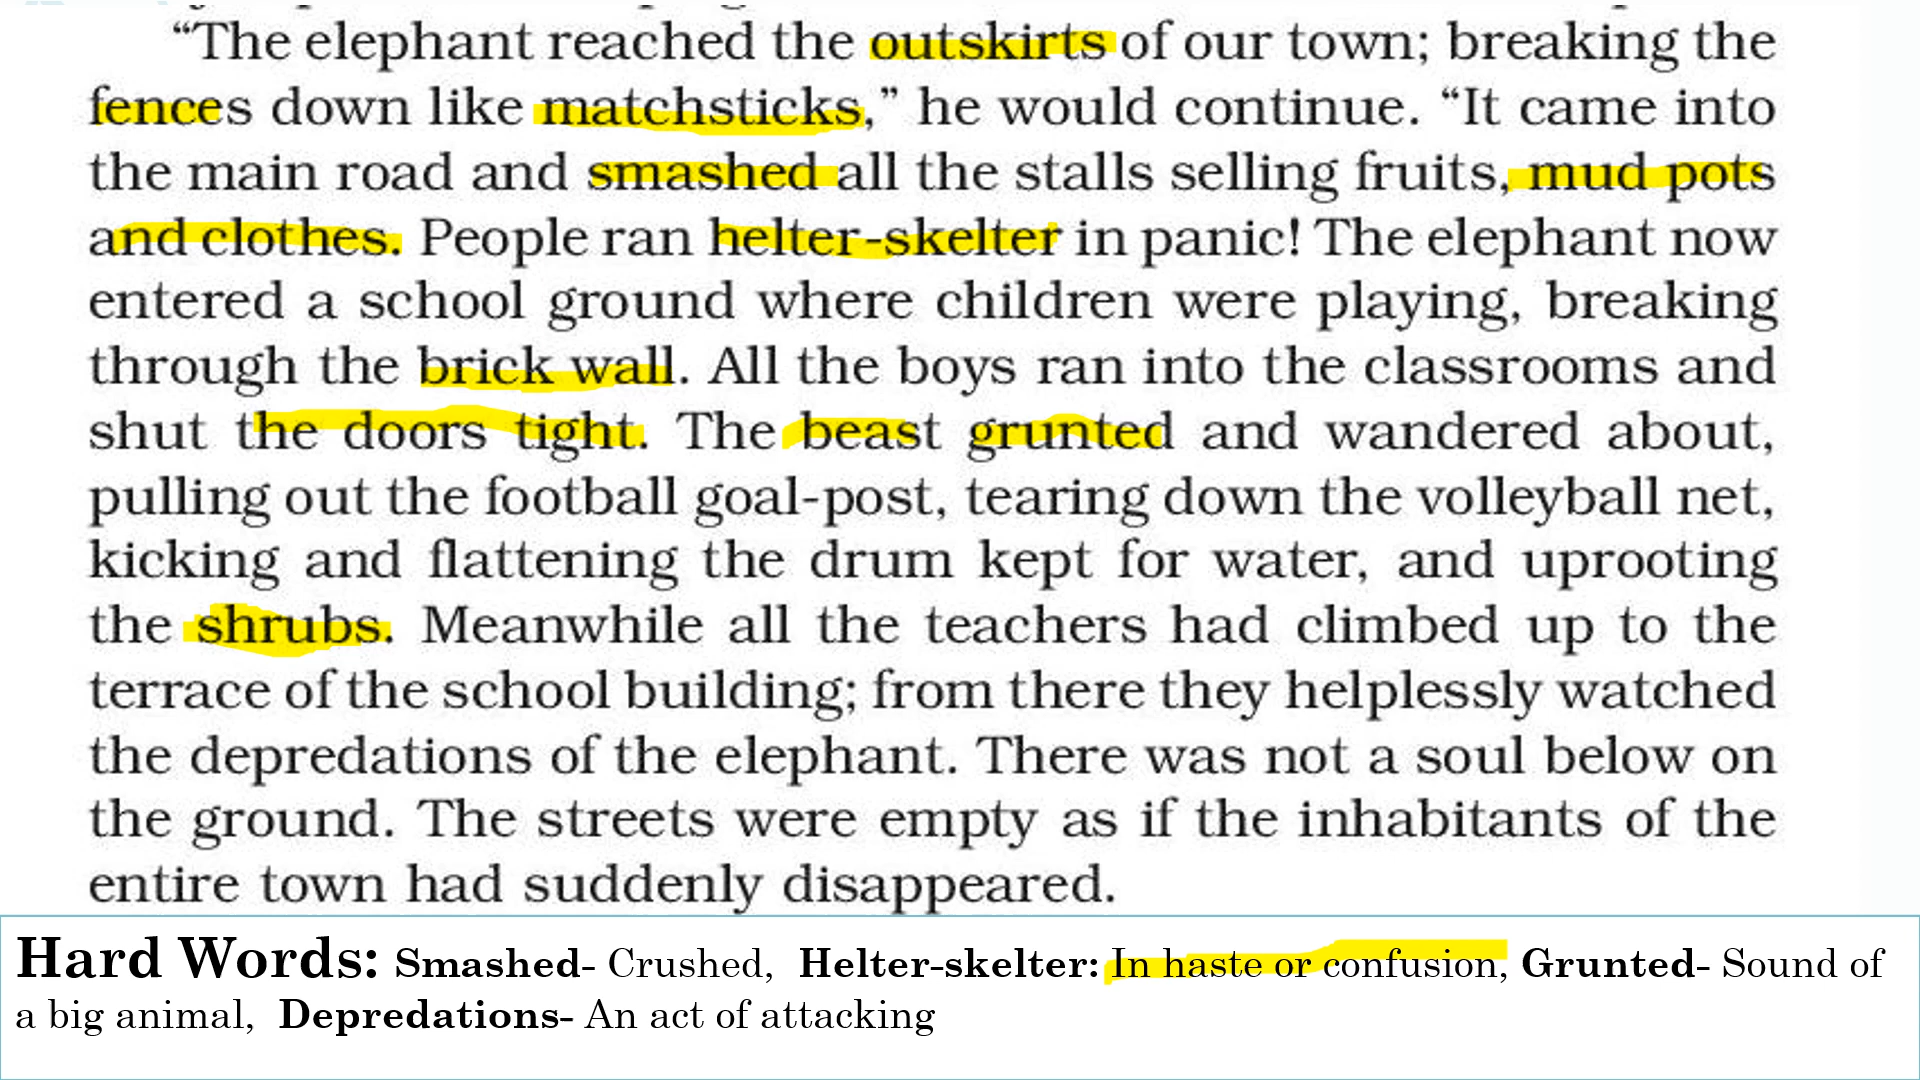 “The elephant reached the outskirts of our town; breaking the
fences down like matchsticks,” he would continue. “It came into
the main road and smashed all the stalls selling fruits, mud pots
and clothes. People ran helter-skelter in panic! The elephant now
entered a school ground where children were playing, breaking
through the brick wall. All the boys ran into the classrooms and
shut the doors tight. The beast grunted and wandered about,
pulling out the football goal-post, tearing down the volleyball net,
kicking and flattening the drum kept for water, and uprooting
the shrubs. Meanwhile all the teachers had climbed up to the
terrace of the school building; from there they helplessly watched
the depredations of the elephant. There was not a soul below on
the ground. The streets were empty as if the inhabitants of the
entire town had suddenly disappeared.
Hard Words: Smashed- Crushed, Helter-skelter: In haste or confusion, Grunted- Sound of
a big animal, Depredations- An act of attacking